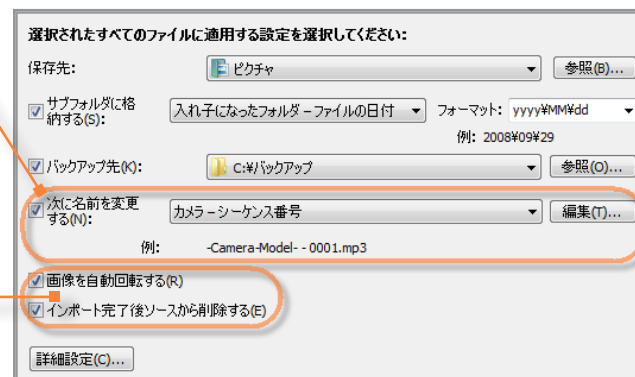 選択されたすべてのファイルに適用する設定を選択してください:
保存先: ピクチャ 参照(B)...
サブフォルダに格納する(S): 入れ子になったフォルダ – ファイルの日付 フォーマット: yyyy¥MM¥dd
例: 2008¥09¥29
バックアップ先(K): C:¥バックアップ 参照(O)...
次に名前を変更する(N): カメラ – シーケンス番号 編集(T)...
例: -Camera-Model- - 0001.mp3
画像を自動回転する(R)
インポート完了後ソースから削除する(E)
詳細設定(C)...